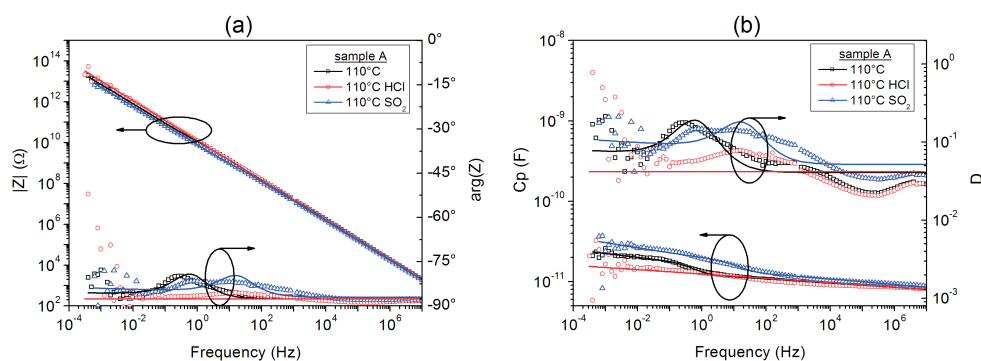 (a)
(b)
10^14
10^12
10^10
10^8
10^6
10^4
10^2
|Z| (Ω)
0°
-15°
-30°
-45°
-60°
-75°
-90°
arg(Z)
sample A
110°C
110°C HCl
110°C SO₂
10^-4 10^-2 10^0 10^2 10^4 10^6
Frequency (Hz)
10^-8
10^-9
10^-10
10^-11
Cp (F)
10^0
10^-1
10^-2
10^-3
D
sample A
110°C
110°C HCl
110°C SO₂
10^-4 10^-2 10^0 10^2 10^4 10^6
Frequency (Hz)